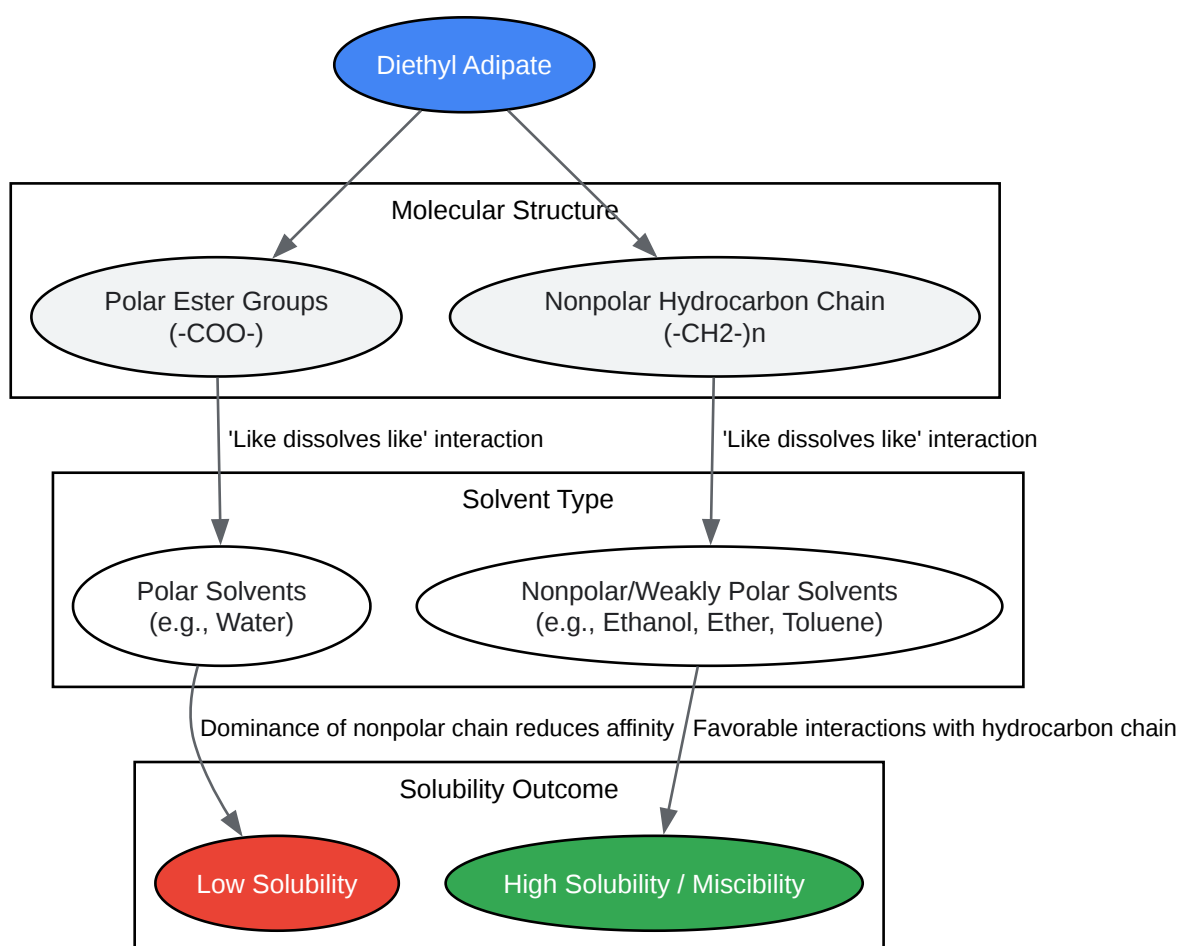 Diethyl Adipate
Molecular Structure
Polar Ester Groups
(-COO-)
Nonpolar Hydrocarbon Chain
(-CH2-)n
'Like dissolves like' interaction
'Like dissolves like' interaction
Solvent Type
Polar Solvents
(e.g., Water)
Nonpolar/Weakly Polar Solvents
(e.g., Ethanol, Ether, Toluene)
Dominance of nonpolar chain reduces affinity
Favorable interactions with hydrocarbon chain
Solubility Outcome
Low Solubility
High Solubility / Miscibility